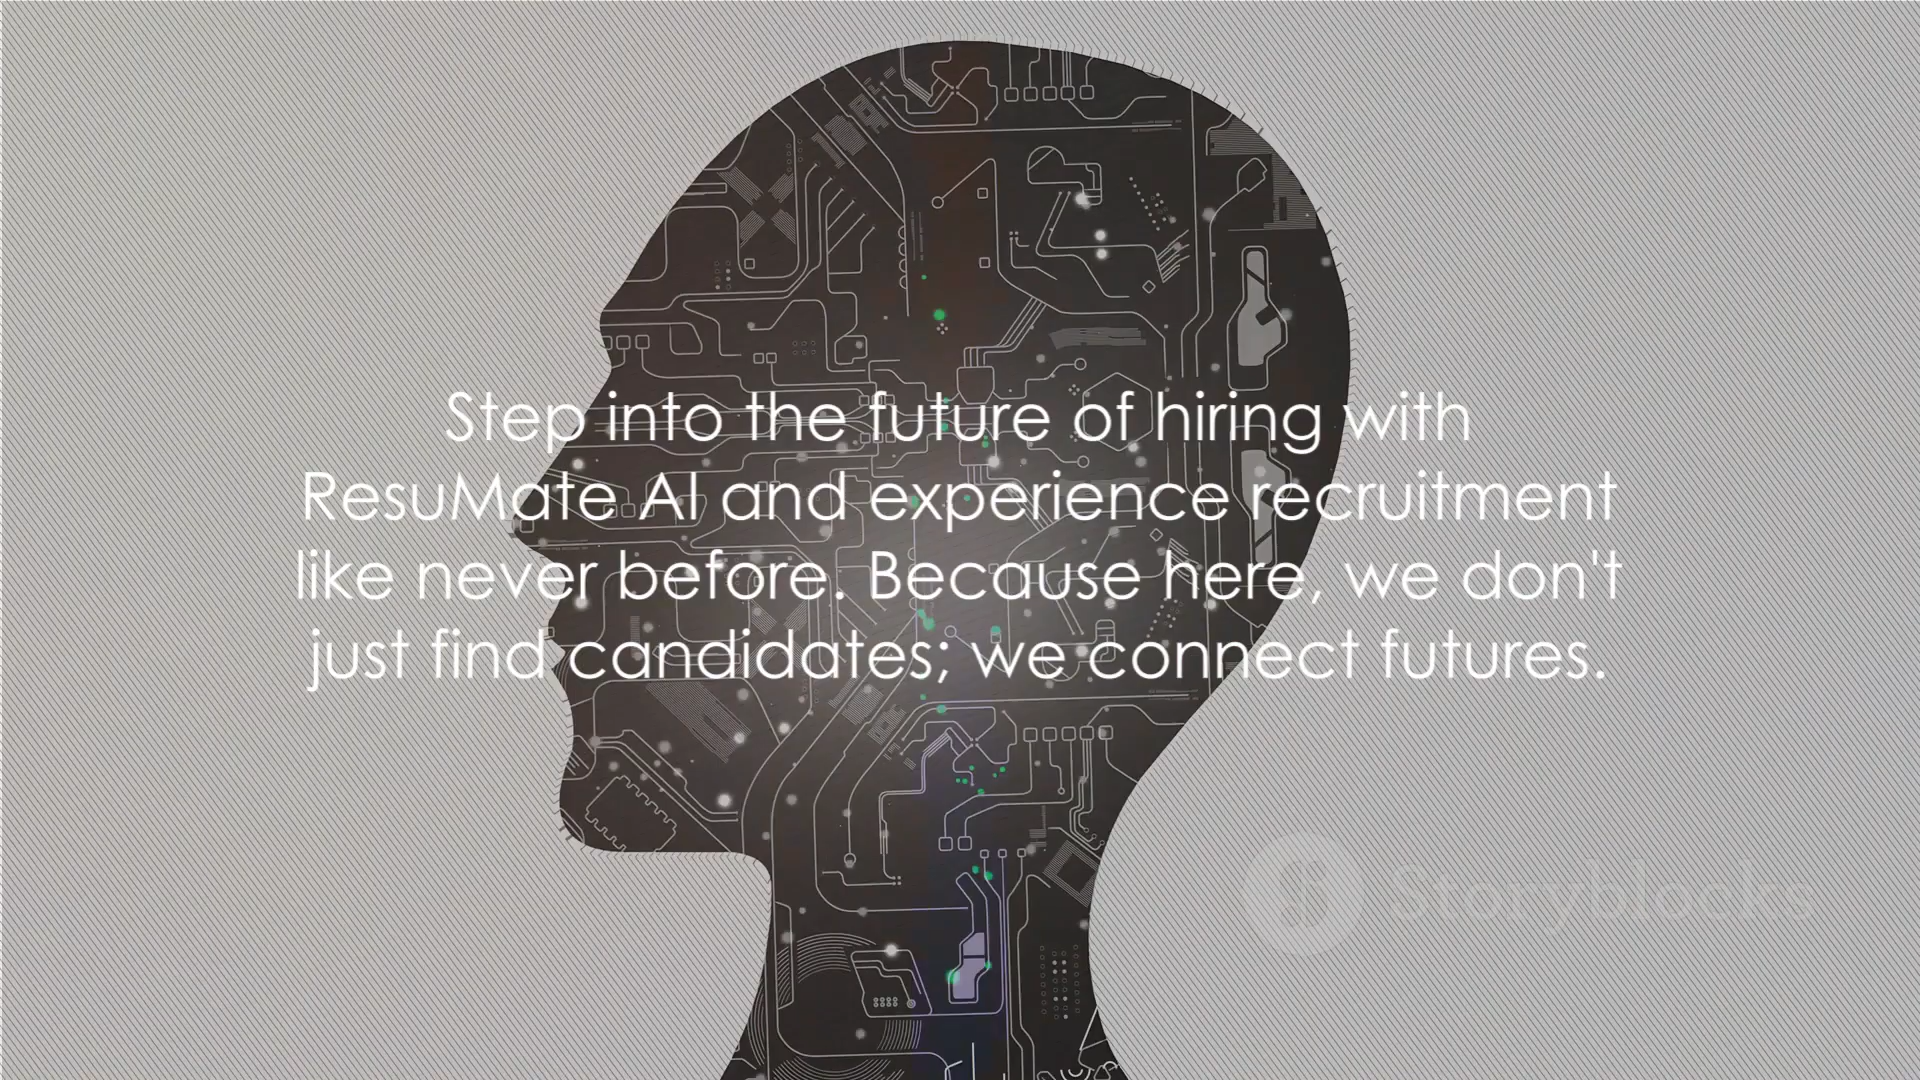 Step into the future of hiring with
ResuMate AI and experience recruitment
like never before. Because here, we don't
just find candidates; we connect futures.
Storyblocks